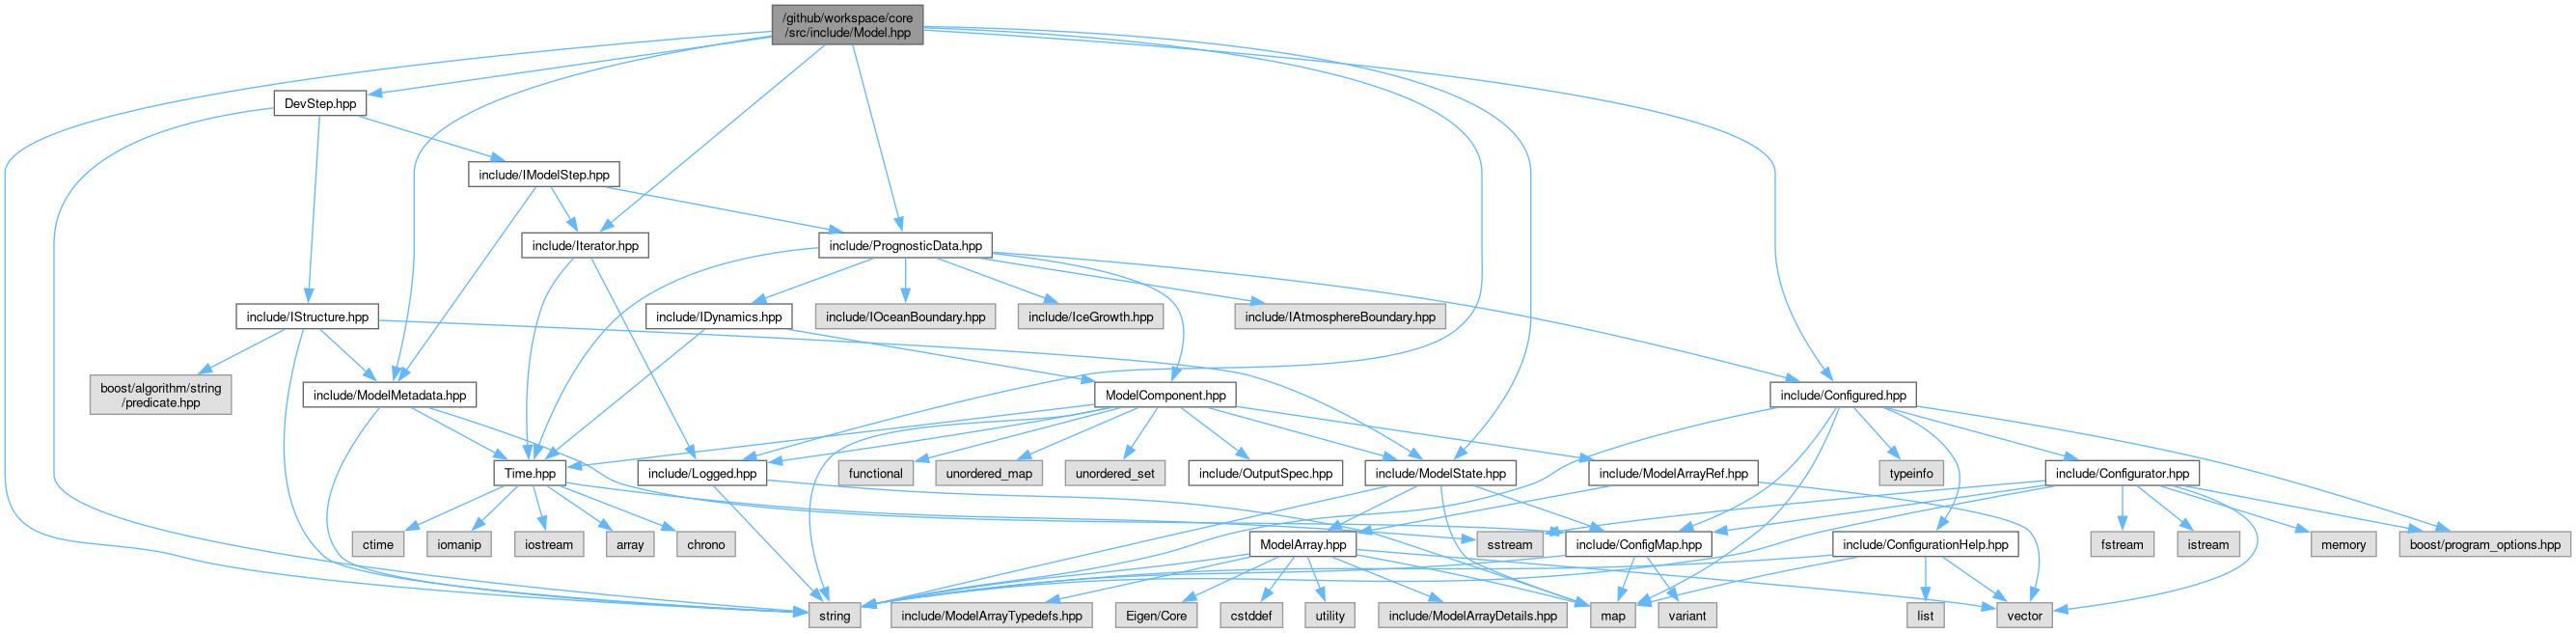 /github/workspace/core
/src/include/Model.hpp
DevStep.hpp
include/IModelStep.hpp
include/Iterator.hpp
include/PrognosticData.hpp
include/IStructure.hpp
include/IDynamics.hpp
include/IOceanBoundary.hpp
include/IceGrowth.hpp
include/IAtmosphereBoundary.hpp
boost/algorithm/string
/predicate.hpp
include/ModelMetadata.hpp
ModelComponent.hpp
include/Configured.hpp
Time.hpp
include/Logged.hpp
functional
unordered_map
unordered_set
include/OutputSpec.hpp
include/ModelState.hpp
include/ModelArrayRef.hpp
typeinfo
include/Configurator.hpp
ctime
iomanip
iostream
array
chrono
ModelArray.hpp
sstream
include/ConfigMap.hpp
include/ConfigurationHelp.hpp
fstream
istream
memory
boost/program_options.hpp
string
include/ModelArrayTypedefs.hpp
Eigen/Core
cstddef
utility
include/ModelArrayDetails.hpp
map
variant
list
vector